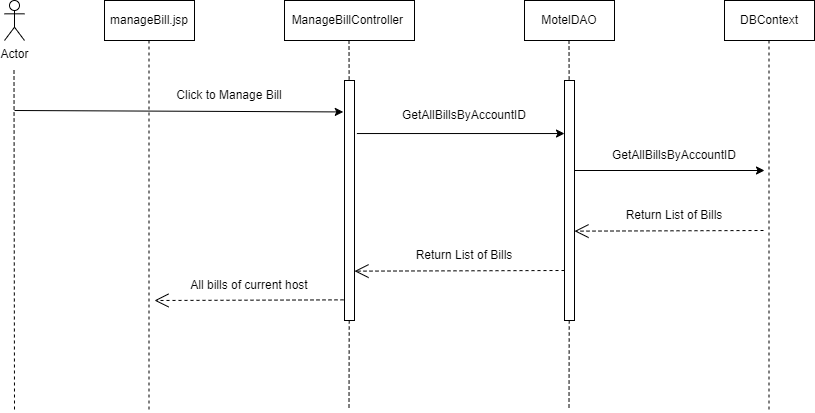 manageBill.jsp
ManageBillController
MotelDAO
DBContext
Actor
Click to Manage Bill
GetAllBillsByAccountID
GetAllBillsByAccountID
Return List of Bills
Return List of Bills
All bills of current host